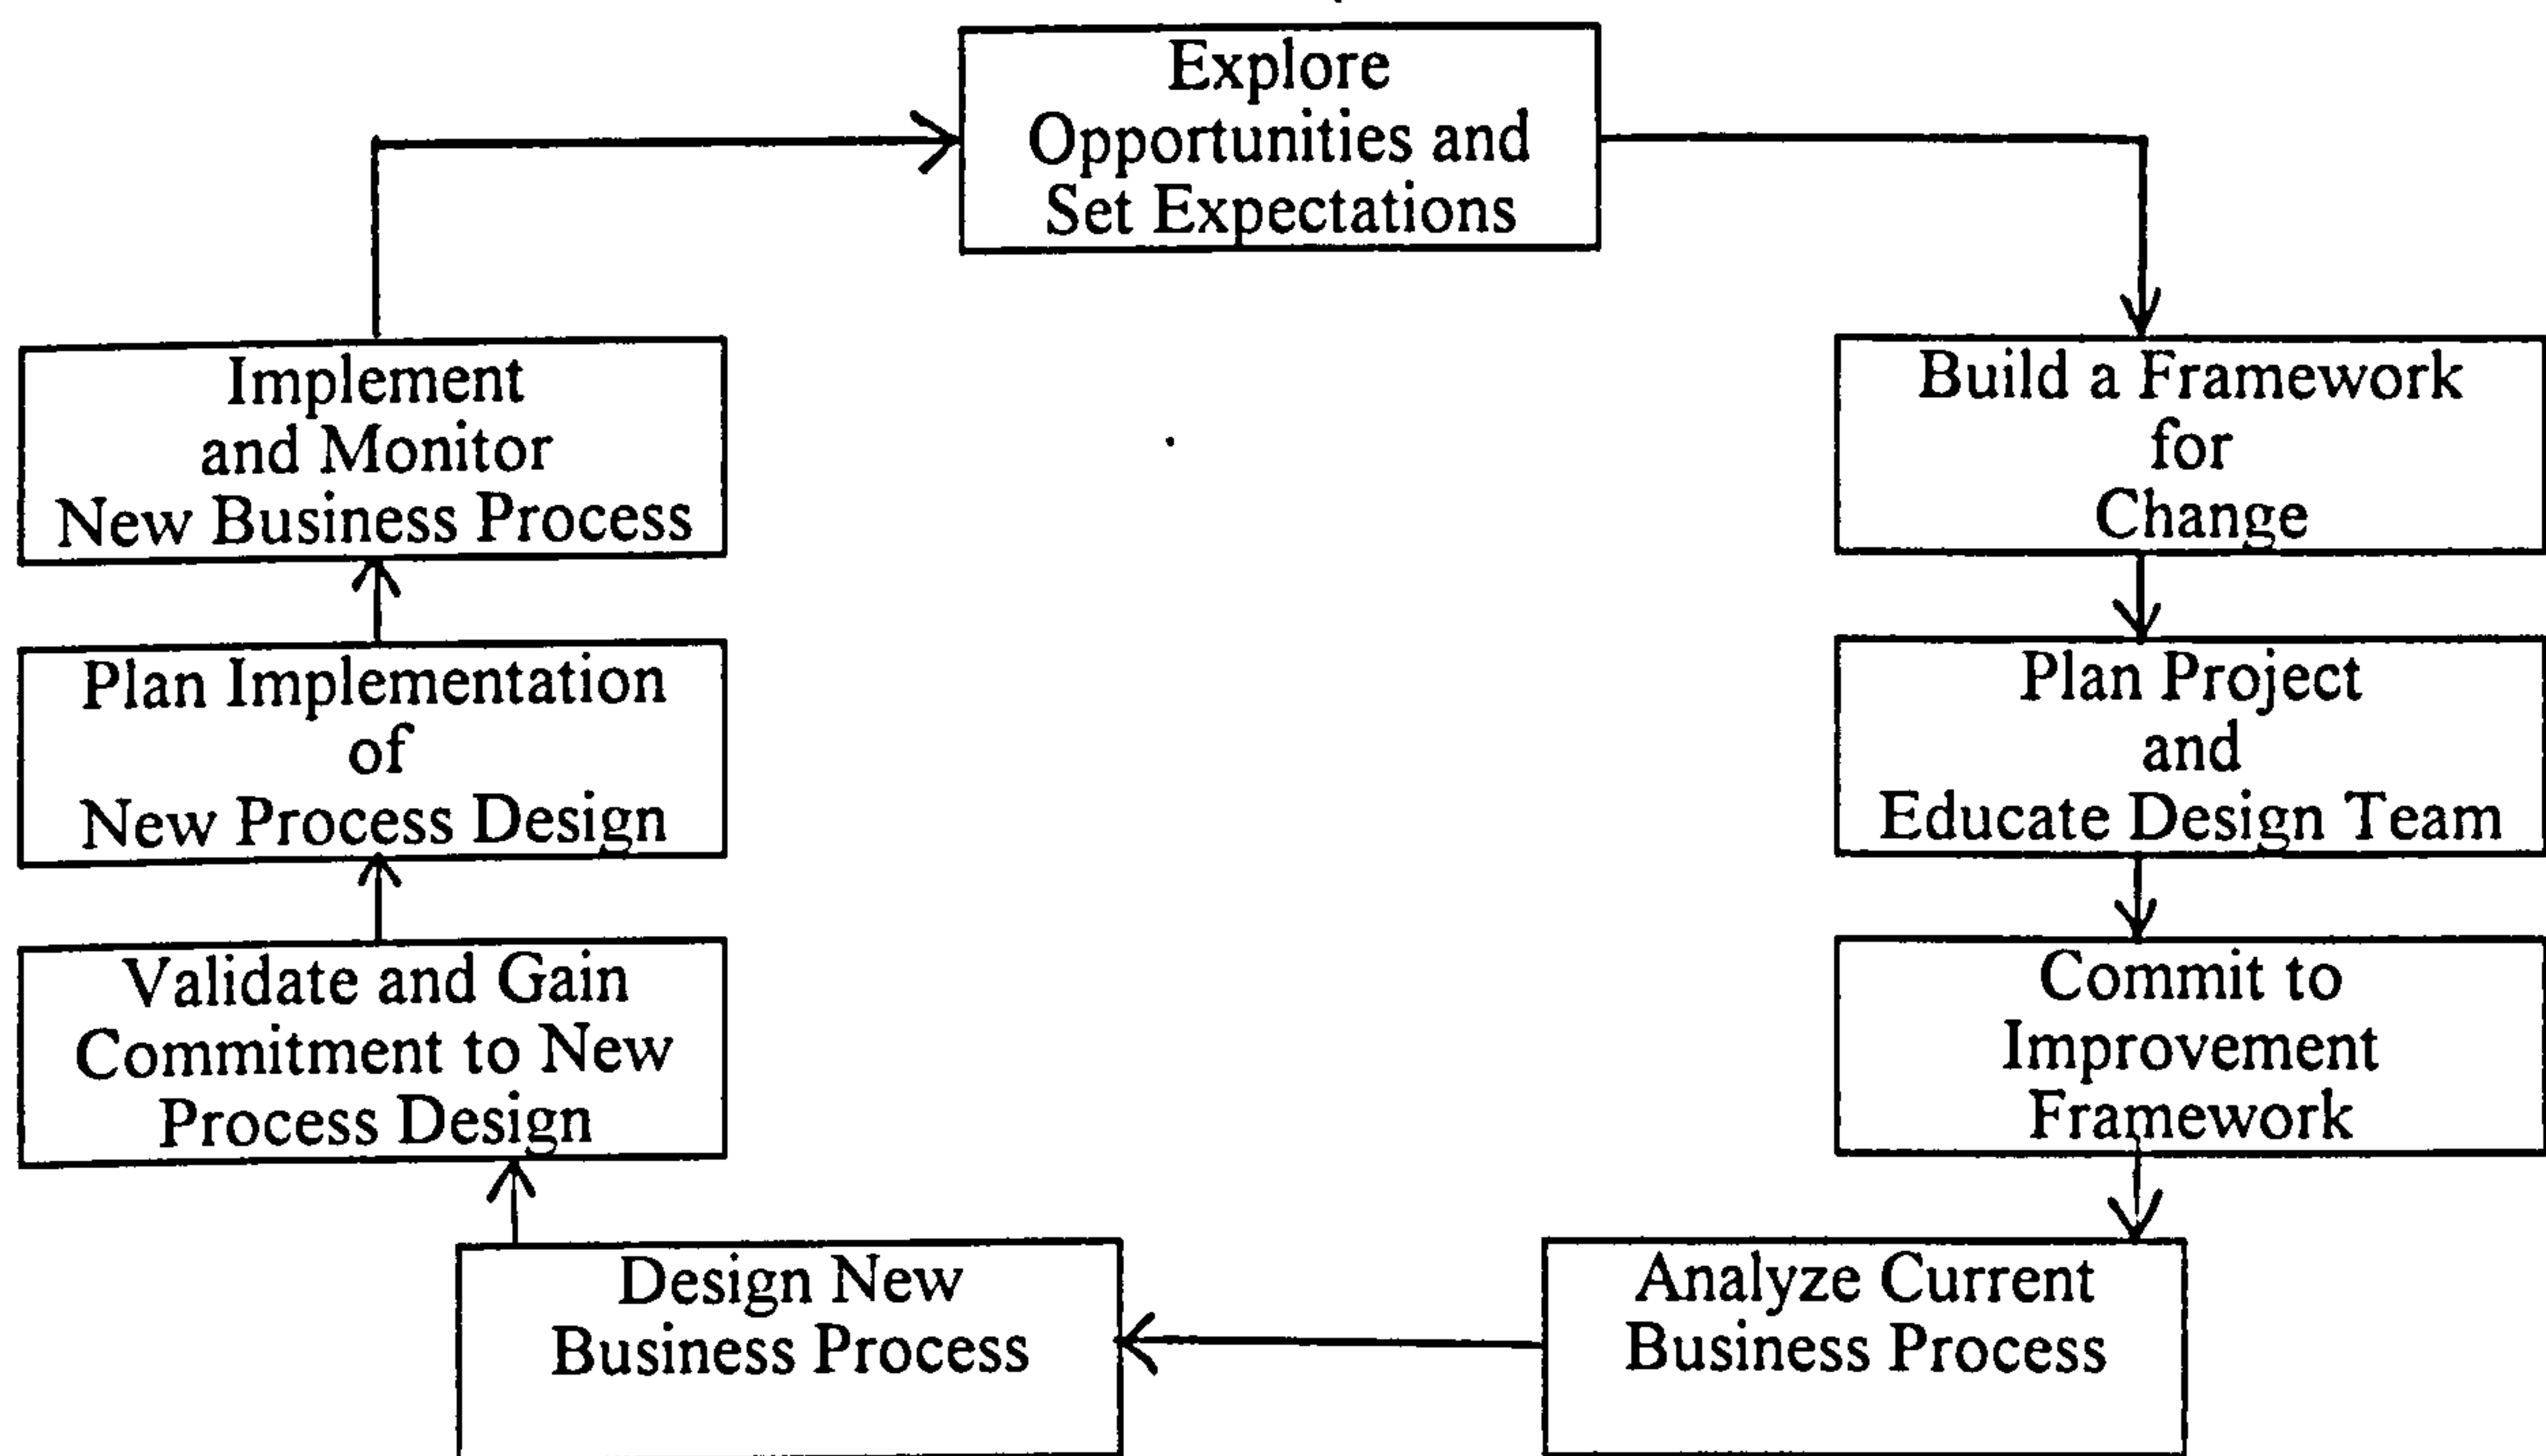 Explore
Opportunities and
Set Expectations
Build a Framework
for
Change
Plan Project
and
Educate Design Team
Commit to
Improvement
Framework
Analyze Current
Business Process
Design New
Business Process
Validate and Gain
Commitment to New
Process Design
Plan Implementation
of
New Process Design
Implement
and Monitor
New Business Process